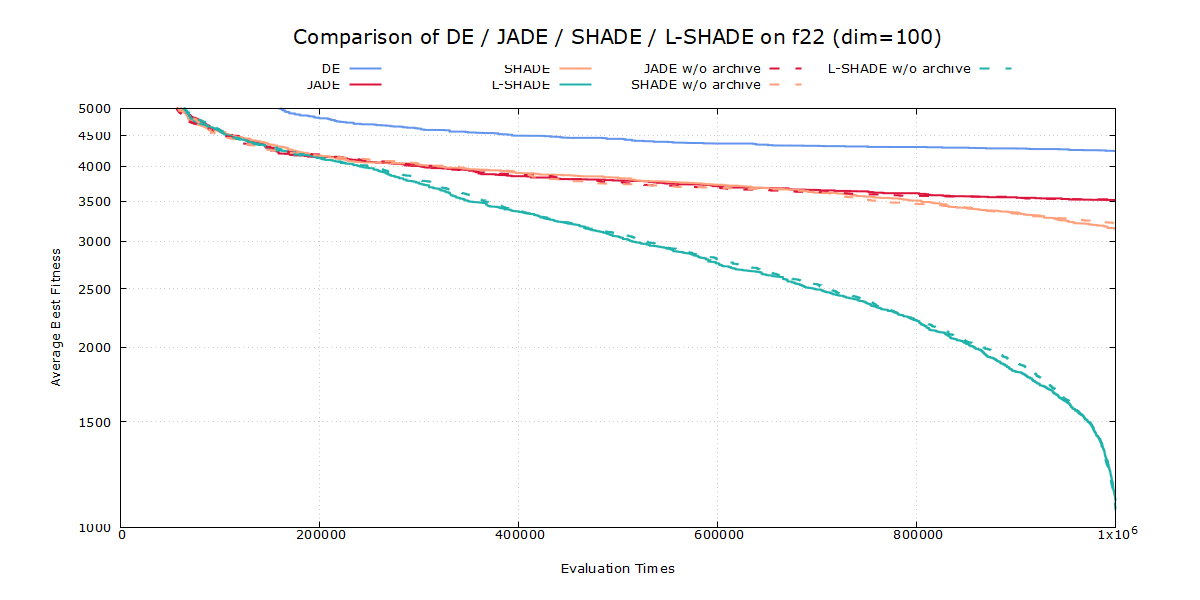 Comparison of DE / JADE / SHADE / L-SHADE on f22 (dim=100)
DE SHADE JADE w/o archive L-SHADE w/o archive
JADE L-SHADE SHADE w/o archive
5000
4500
4000
3500
3000
2500
2000
1500
1000
Average Best Fitness
0 200000 400000 600000 800000 1x10⁶
Evaluation Times